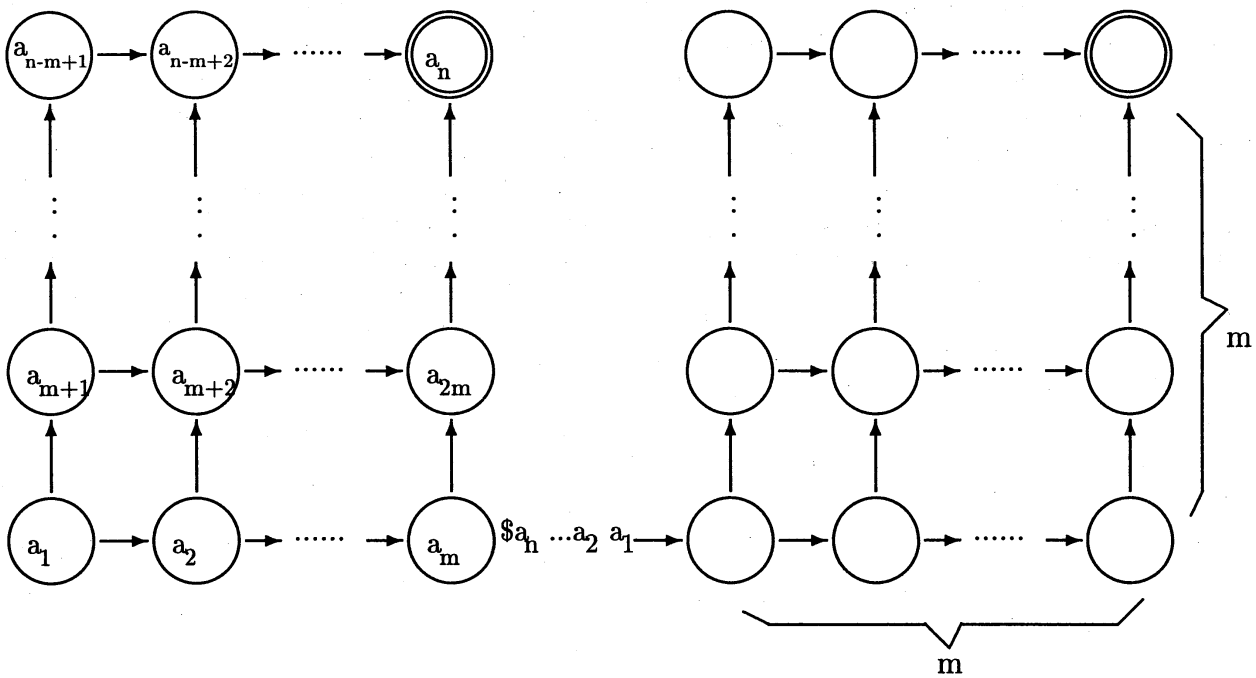 a_{n-m+1} a_{n-m+2} ...... a_n ......
a_{m+1} a_{m+2} ...... a_{2m} ......
m
a_1 a_2 ...... a_m $a_n ...a_2 a_1 ......
m